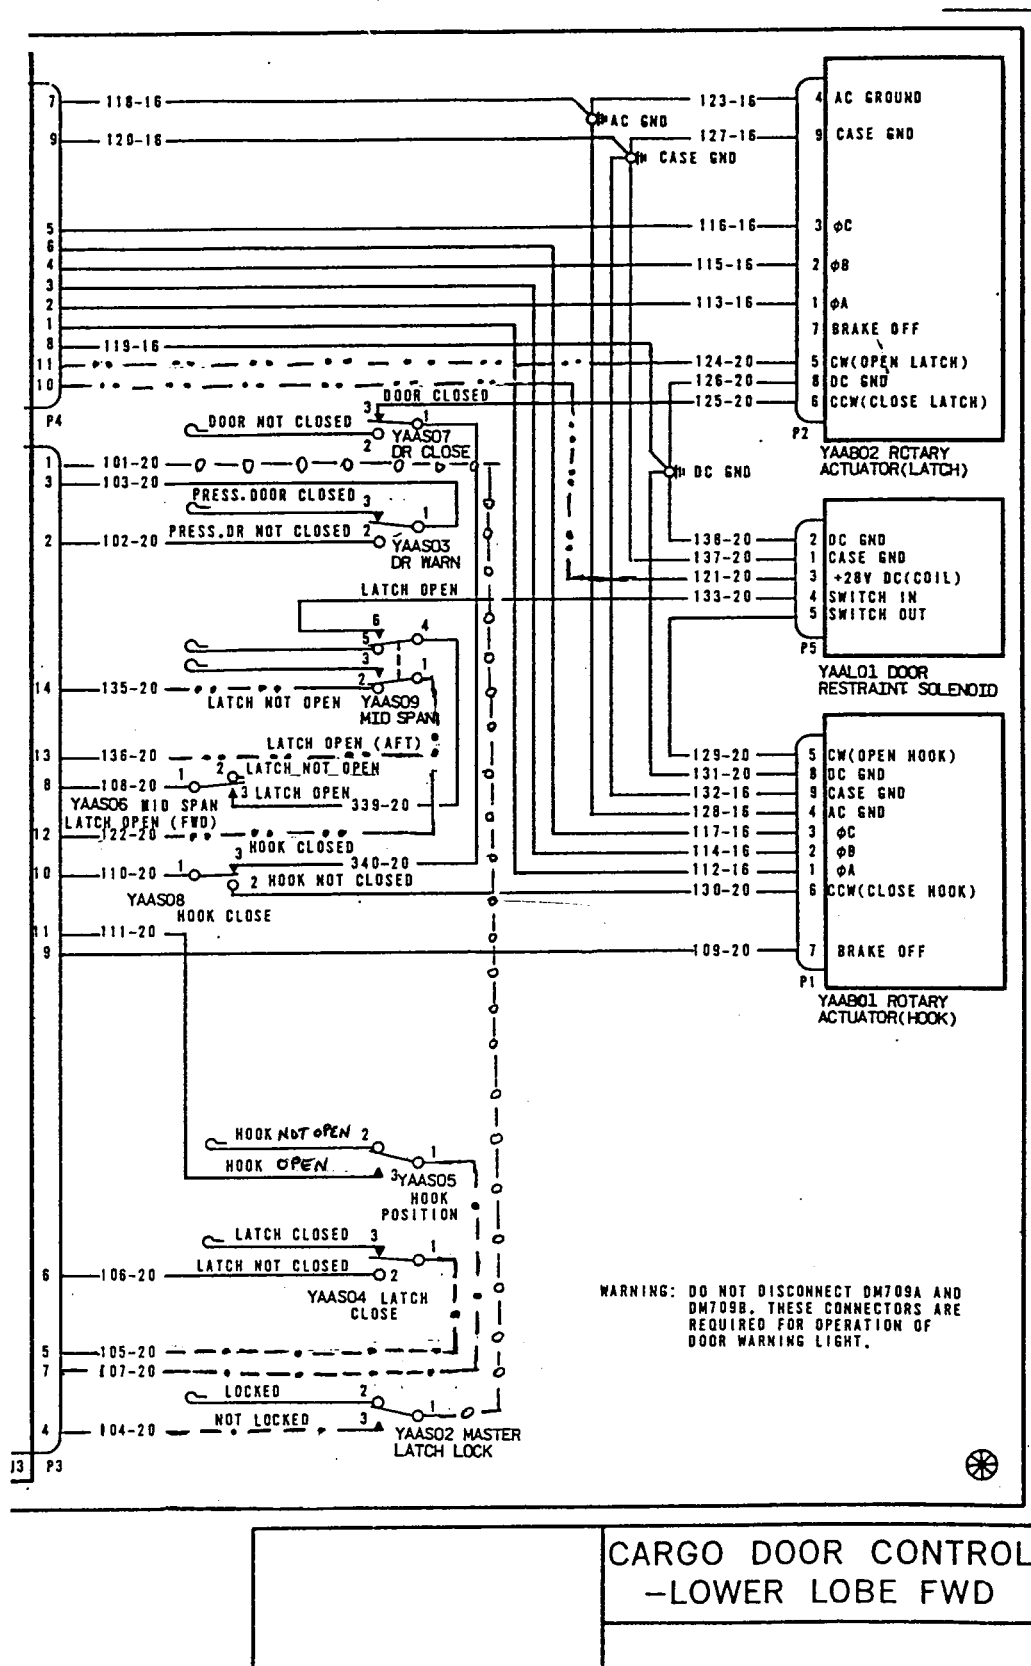 7 118-16 123-16 4 AC GROUND
AC GND
9 120-16 127-16 9 CASE GND
CASE GND
5 116-16 3 ϕC
6
4 115-16 2 ϕB
3
2 113-16 1 ϕA
1 7 BRAKE OFF
8 119-16
11 124-20 5 CW(OPEN LATCH)
10 126-20 8 DC GND
DOOR CLOSED 125-20 6 CCW(CLOSE LATCH)
P4 DOOR NOT CLOSED 3 1 2 P2
YAAS07
DR CLOSE
YAAB02 ROTARY
ACTUATOR(LATCH)
1 101-20
DC GND
3 103-20
PRESS.DOOR CLOSED 3 1
PRESS.DR NOT CLOSED 2
2 102-20
YAAS03
DR WARN
138-20 2 DC GND
137-20 1 CASE GND
121-20 3 +28V DC(COIL)
LATCH OPEN 133-20 4 SWITCH IN
5 SWITCH OUT
6 4
5
3 1
2
P5
YAAL01 DOOR
RESTRAINT SOLENOID
14 135-20
LATCH NOT OPEN
YAAS09
MID SPAN
13 136-20 LATCH OPEN (AFT)
129-20 5 CW(OPEN HOOK)
8 108-20 1 2 LATCH NOT OPEN
131-20 8 DC GND
3 LATCH OPEN
132-16 9 CASE GND
339-20
YAAS06 MID SPAN
LATCH OPEN (FWD)
128-16 4 AC GND
12 122-20 HOOK CLOSED
117-16 3 ϕC
3 340-20
114-16 2 ϕB
10 110-20 1
112-16 1 ϕA
2 HOOK NOT CLOSED
130-20 6 CCW(CLOSE HOOK)
YAAS08
HOOK CLOSE
11 111-20
9 109-20 7 BRAKE OFF
P1
YAAB01 ROTARY
ACTUATOR(HOOK)
HOOK NOT OPEN 2
1
HOOK OPEN 3
YAAS05
HOOK
POSITION
LATCH CLOSED 3
1
LATCH NOT CLOSED 2
6 106-20
YAAS04 LATCH
CLOSE
WARNING: DO NOT DISCONNECT DM709A AND
DM709B. THESE CONNECTORS ARE
REQUIRED FOR OPERATION OF
DOOR WARNING LIGHT.
5 105-20
7 107-20
LOCKED 2
1
NOT LOCKED 3
4 104-20
YAAS02 MASTER
LATCH LOCK
J3 P3
CARGO DOOR CONTROL
-LOWER LOBE FWD